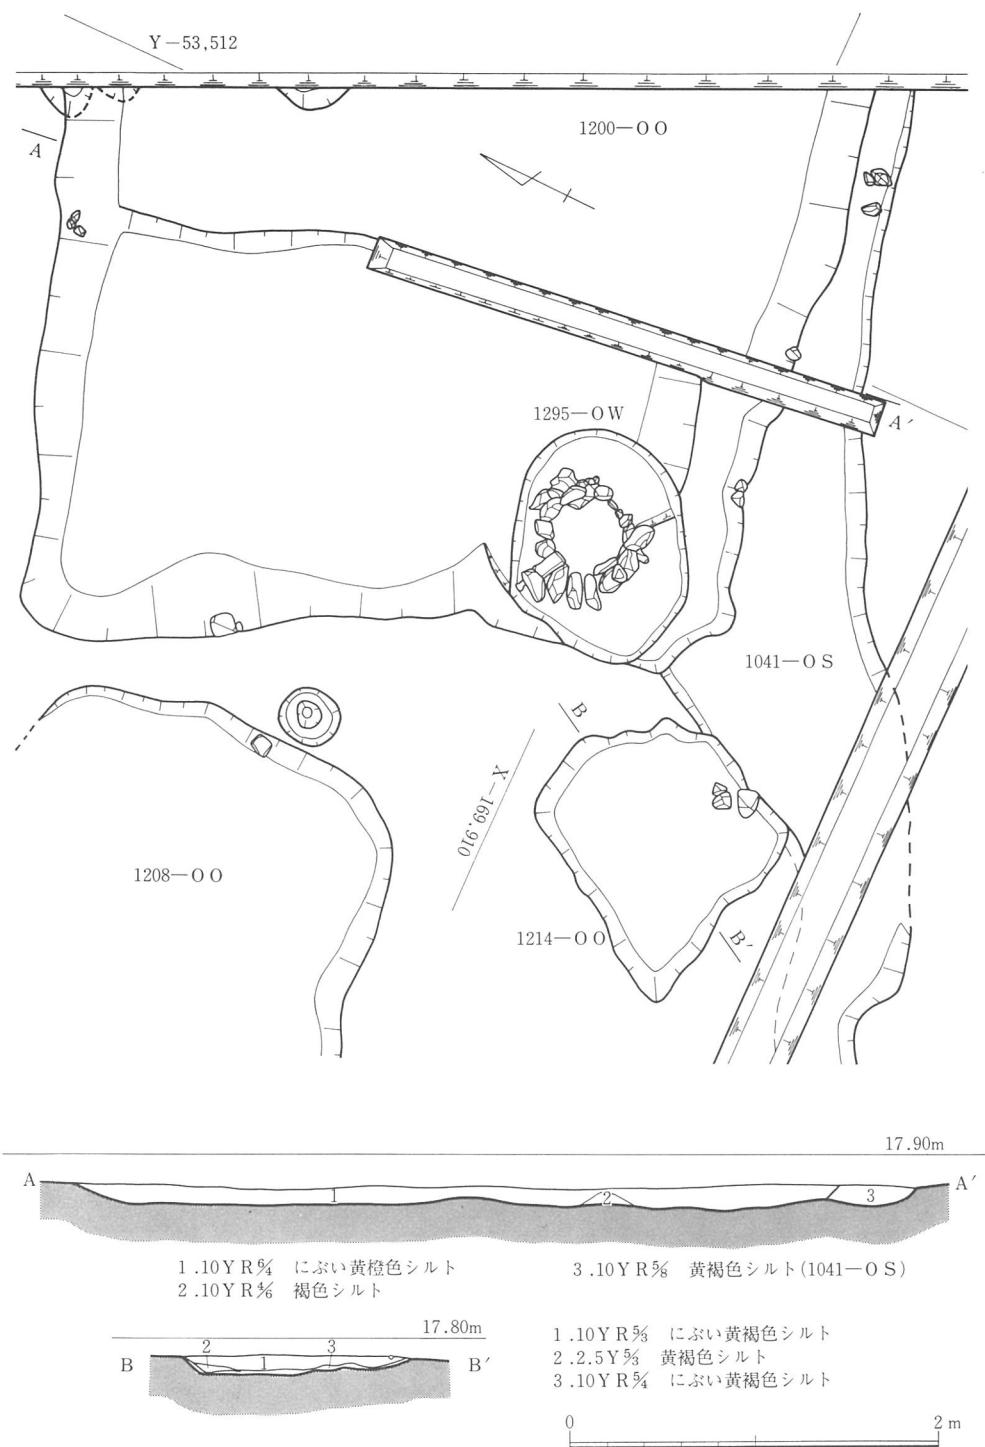 Y－53,512
1200－OO
A
1295－OW
A′
1041－OS
B
X－169.910
1208－OO
1214－OO
B′
17.90m
A
1
2
3
A′
1.10YR6/4 にぶい黄橙色シルト
2.10YR4/6 褐色シルト
3.10YR5/8 黄褐色シルト(1041－OS)
17.80m
B
2
1
3
B′
1.10YR5/3 にぶい黄褐色シルト
2.2.5Y5/3 黄褐色シルト
3.10YR5/4 にぶい黄褐色シルト
0
2m